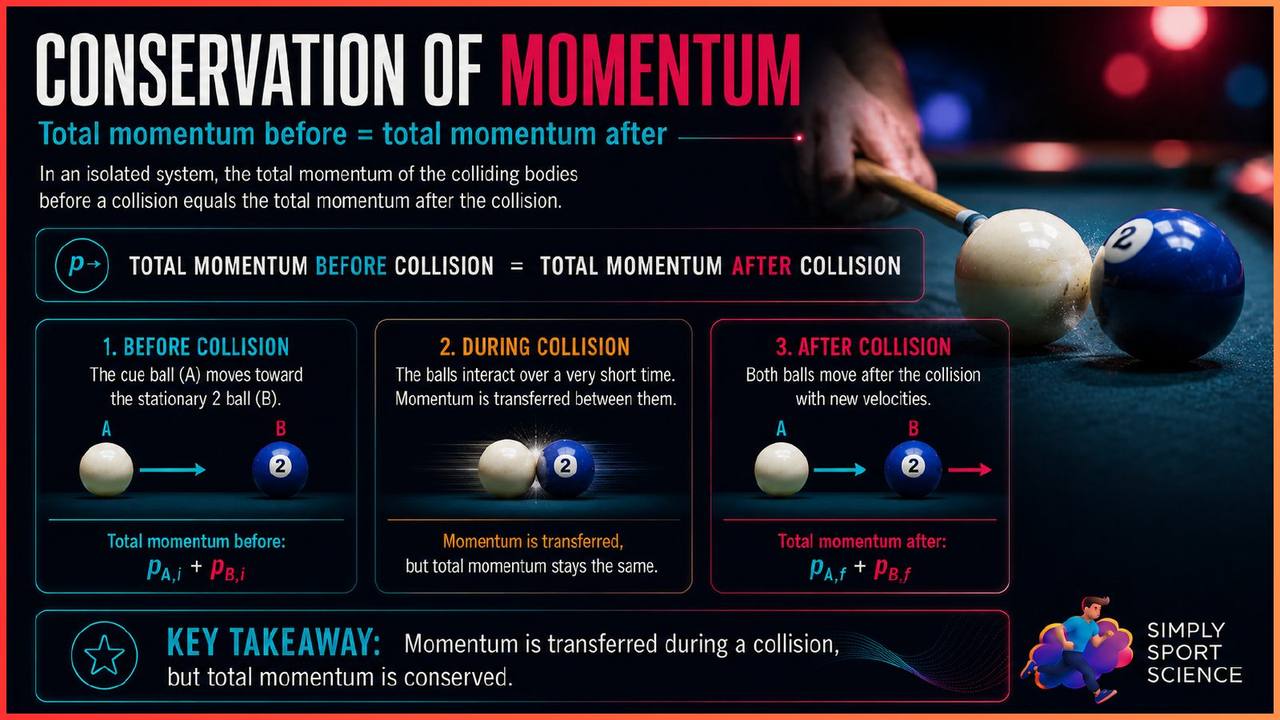 CONSERVATION OF MOMENTUM
Total momentum before = total momentum after
In an isolated system, the total momentum of the colliding bodies
before a collision equals the total momentum after the collision.
p→ TOTAL MOMENTUM BEFORE COLLISION = TOTAL MOMENTUM AFTER COLLISION
2
1. BEFORE COLLISION
The cue ball (A) moves toward
the stationary 2 ball (B).
A B
2
Total momentum before:
pA,i + pB,i
2. DURING COLLISION
The balls interact over a very short time.
Momentum is transferred between them.
2
Momentum is transferred,
but total momentum stays the same.
3. AFTER COLLISION
Both balls move after the collision
with new velocities.
A B
2
Total momentum after:
pA,f + pB,f
KEY TAKEAWAY: Momentum is transferred during a collision,
but total momentum is conserved.
SIMPLY
SPORT
SCIENCE